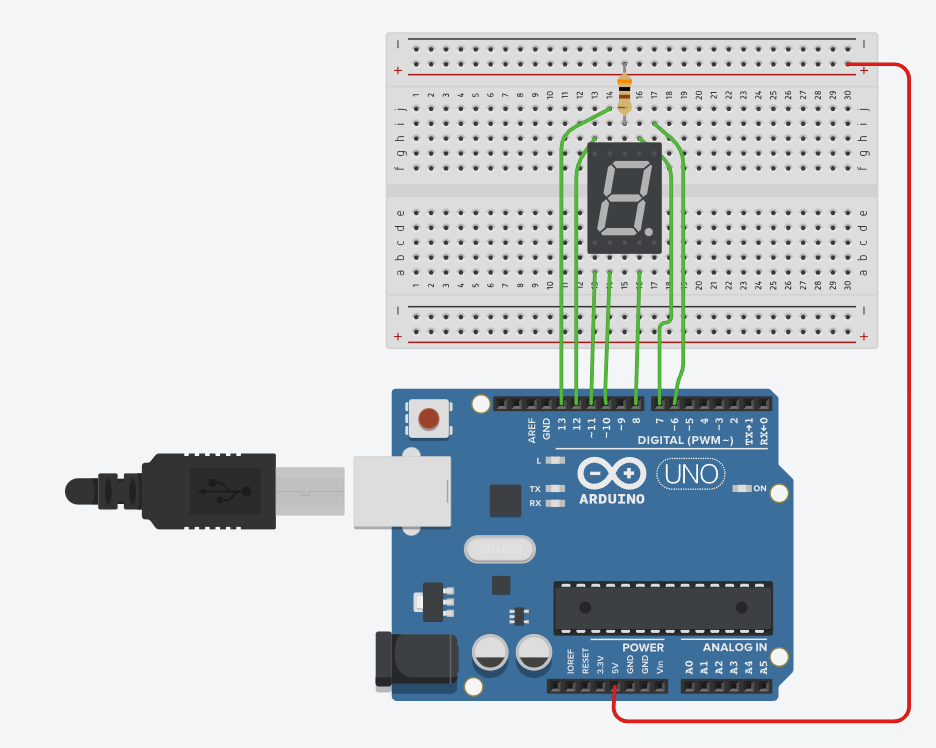 − −
+ +
1 2 3 4 5 6 7 8 9 10 11 12 13 14 15 16 17 18 19 20 21 22 23 24 25 26 27 28 29 30
j j
i i
h h
g g
f f
e e
d d
c c
b b
a a
1 2 3 4 5 6 7 8 9 10 11 12 13 14 15 16 17 18 19 20 21 22 23 24 25 26 27 28 29 30
− −
+ +
AREF GND 13 12 ~11 ~10 ~9 8 7 ~6 ~5 4 ~3 2 TX→1 RX←0
DIGITAL (PWM~)
L
TX
RX
ARDUINO
UNO
ON
POWER ANALOG IN
IOREF RESET 3.3V 5V GND GND Vin A0 A1 A2 A3 A4 A5